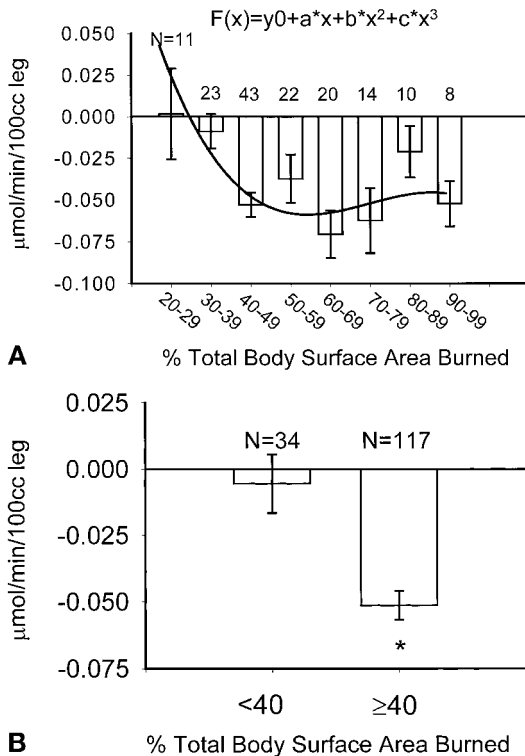 F(x)=y0+a*x+b*x²+c*x³
0.050
N=11
0.025
23 43 22 20 14 10 8
0.000
-0.025
-0.050
-0.075
-0.100
μmol/min/100cc leg
20-29 30-39 40-49 50-59 60-69 70-79 80-89 90-99
A % Total Body Surface Area Burned
0.025
N=34 N=117
0.000
-0.025
-0.050
*
-0.075
μmol/min/100cc leg
<40 ≥40
B % Total Body Surface Area Burned